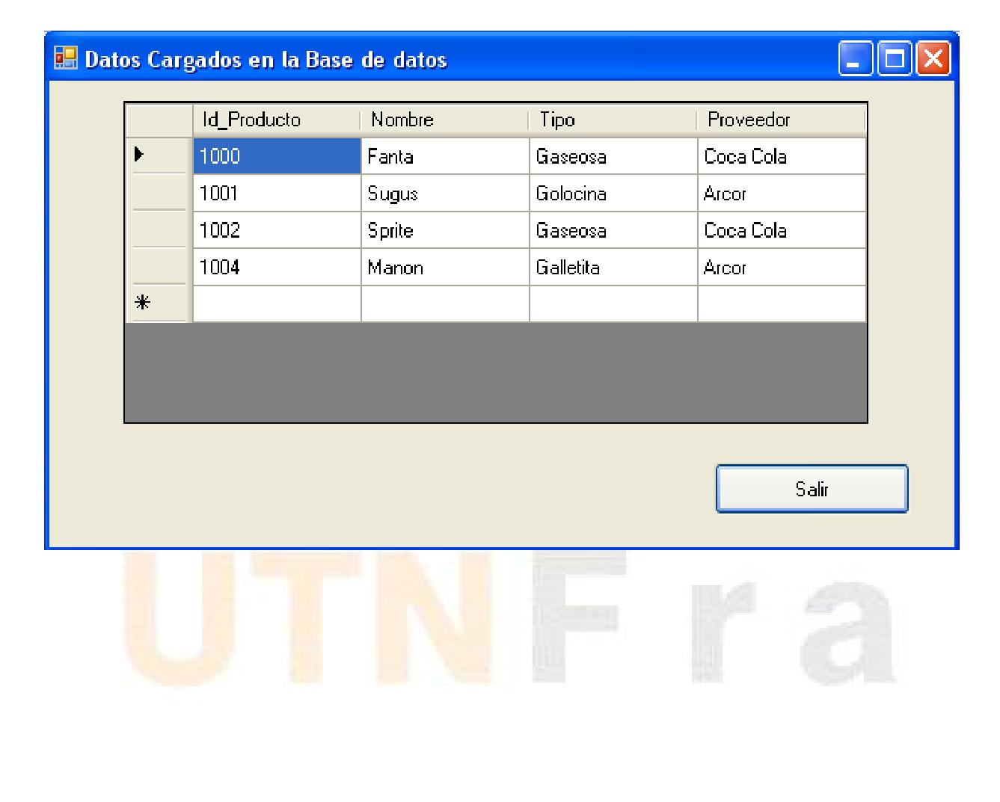 Datos Cargados en la Base de datos
Id_Producto Nombre Tipo Proveedor
1000 Fanta Gaseosa Coca Cola
1001 Sugus Golocina Arcor
1002 Sprite Gaseosa Coca Cola
1004 Manon Galletita Arcor
Salir
UTNFra